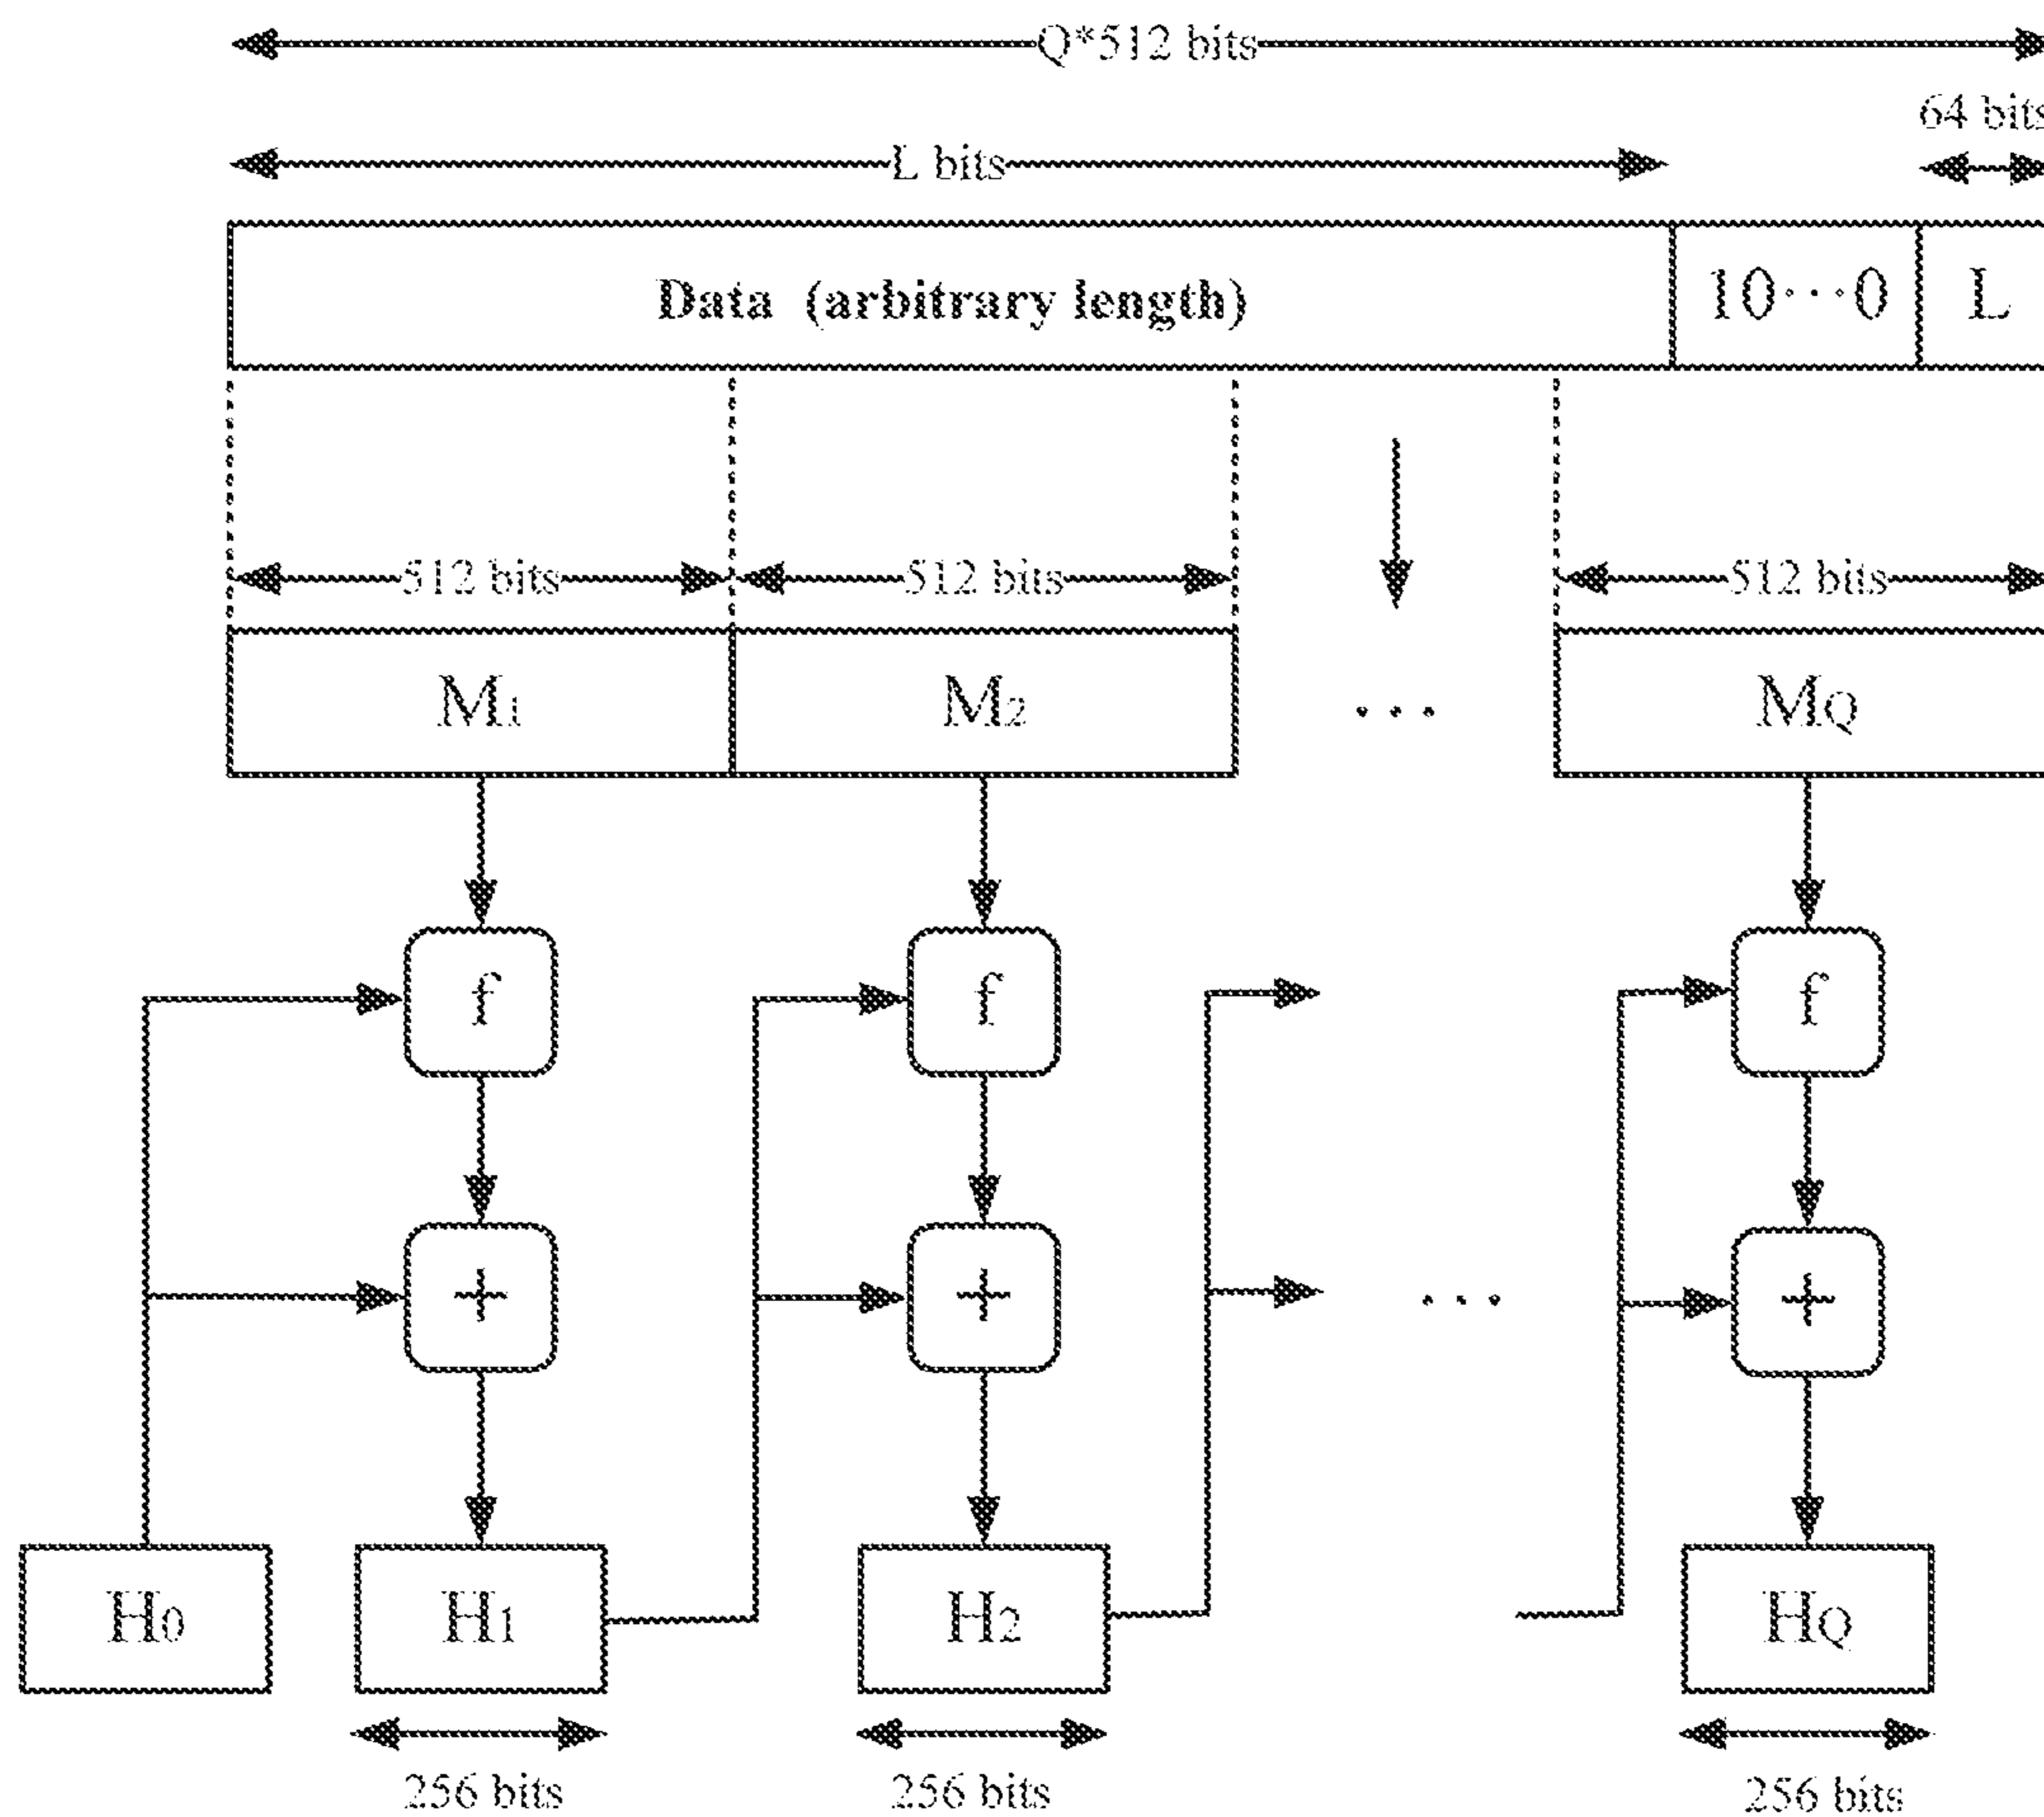 Q*512 bits
64 bits
L bits
Data (arbitrary length)
10···0
L
512 bits
512 bits
512 bits
M1
M2
···
MQ
f
f
f
+
+
···
+
H0
H1
H2
HQ
256 bits
256 bits
256 bits